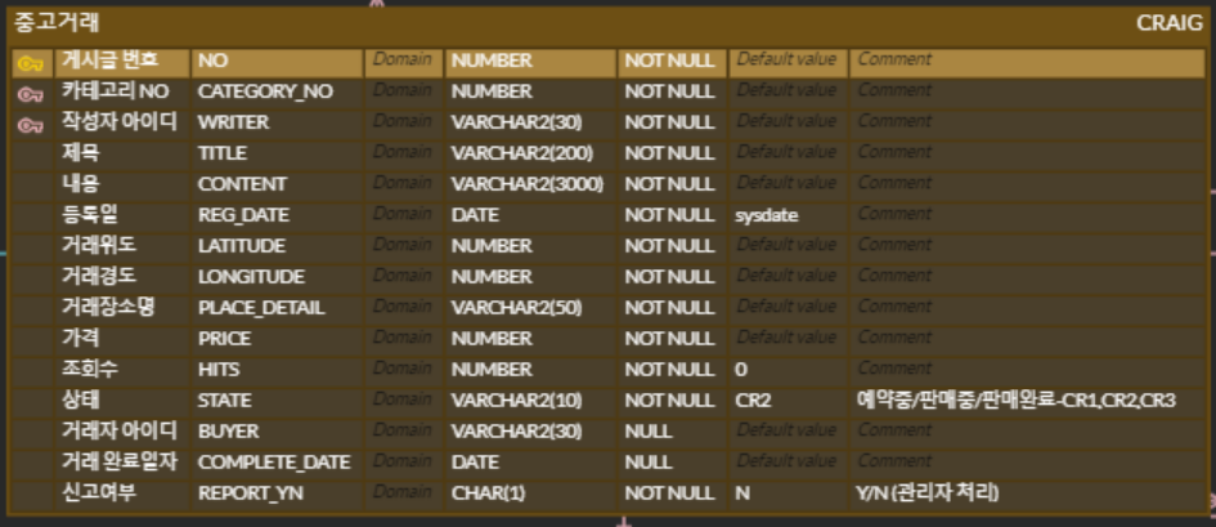 중고거래 CRAIG
게시글 번호 NO Domain NUMBER NOT NULL Default value Comment
카테고리 NO CATEGORY_NO Domain NUMBER NOT NULL Default value Comment
작성자 아이디 WRITER Domain VARCHAR2(30) NOT NULL Default value Comment
제목 TITLE Domain VARCHAR2(200) NOT NULL Default value Comment
내용 CONTENT Domain VARCHAR2(3000) NOT NULL Default value Comment
등록일 REG_DATE Domain DATE NOT NULL sysdate Comment
거래위도 LATITUDE Domain NUMBER NOT NULL Default value Comment
거래경도 LONGITUDE Domain NUMBER NOT NULL Default value Comment
거래장소명 PLACE_DETAIL Domain VARCHAR2(50) NOT NULL Default value Comment
가격 PRICE Domain NUMBER NOT NULL Default value Comment
조회수 HITS Domain NUMBER NOT NULL 0 Comment
상태 STATE Domain VARCHAR2(10) NOT NULL CR2 예약중/판매중/판매완료-CR1,CR2,CR3
거래자 아이디 BUYER Domain VARCHAR2(30) NULL Default value Comment
거래 완료일자 COMPLETE_DATE Domain DATE NULL Default value Comment
신고여부 REPORT_YN Domain CHAR(1) NOT NULL N Y/N (관리자 처리)